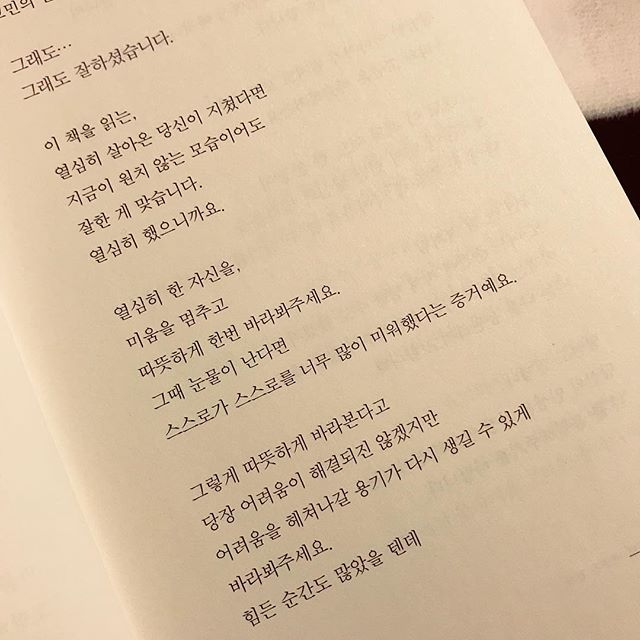 그래도…
그래도 잘하셨습니다.
이 책을 읽는,
열심히 살아온 당신이 지쳤다면
지금이 원치 않는 모습이어도
잘한 게 맞습니다.
열심히 했으니까요.
열심히 한 자신을,
미움을 멈추고
따뜻하게 한번 바라봐주세요.
그때 눈물이 난다면
스스로가 스스로를 너무 많이 미워했다는 증거예요.
그렇게 따뜻하게 바라본다고
당장 어려움이 해결되진 않겠지만
어려움을 헤쳐나갈 용기가 다시 생길 수 있게
바라봐주세요.
힘든 순간도 많았을 텐데